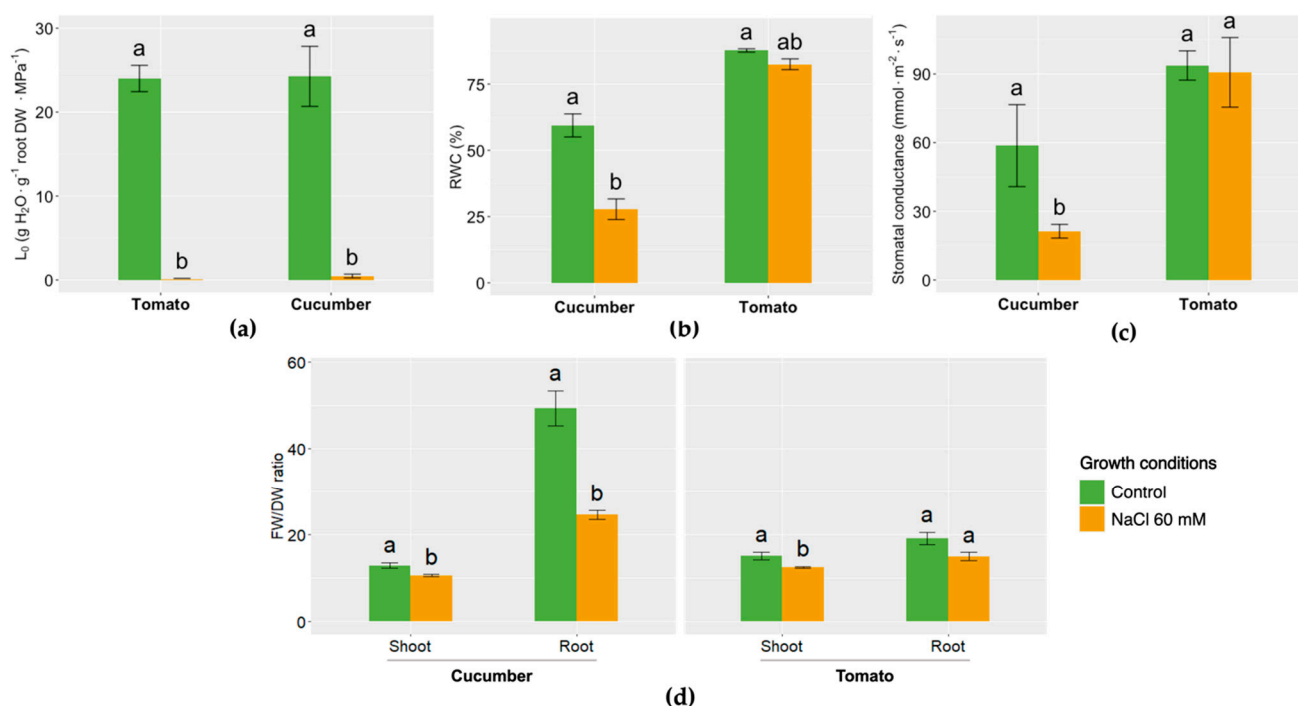 L₀ (g H₂O · g⁻¹ root DW · MPa⁻¹)
30
20
10
0
a
b
a
b
Tomato
Cucumber
(a)
RWC (%)
75
50
25
0
a
b
a
ab
Cucumber
Tomato
(b)
Stomatal conductance (mmol · m⁻² · s⁻¹)
90
60
30
0
a
b
a
a
Cucumber
Tomato
(c)
FW/DW ratio
60
40
20
0
a
b
a
b
a
b
a
a
Shoot
Root
Shoot
Root
Cucumber
Tomato
(d)
Growth conditions
Control
NaCl 60 mM